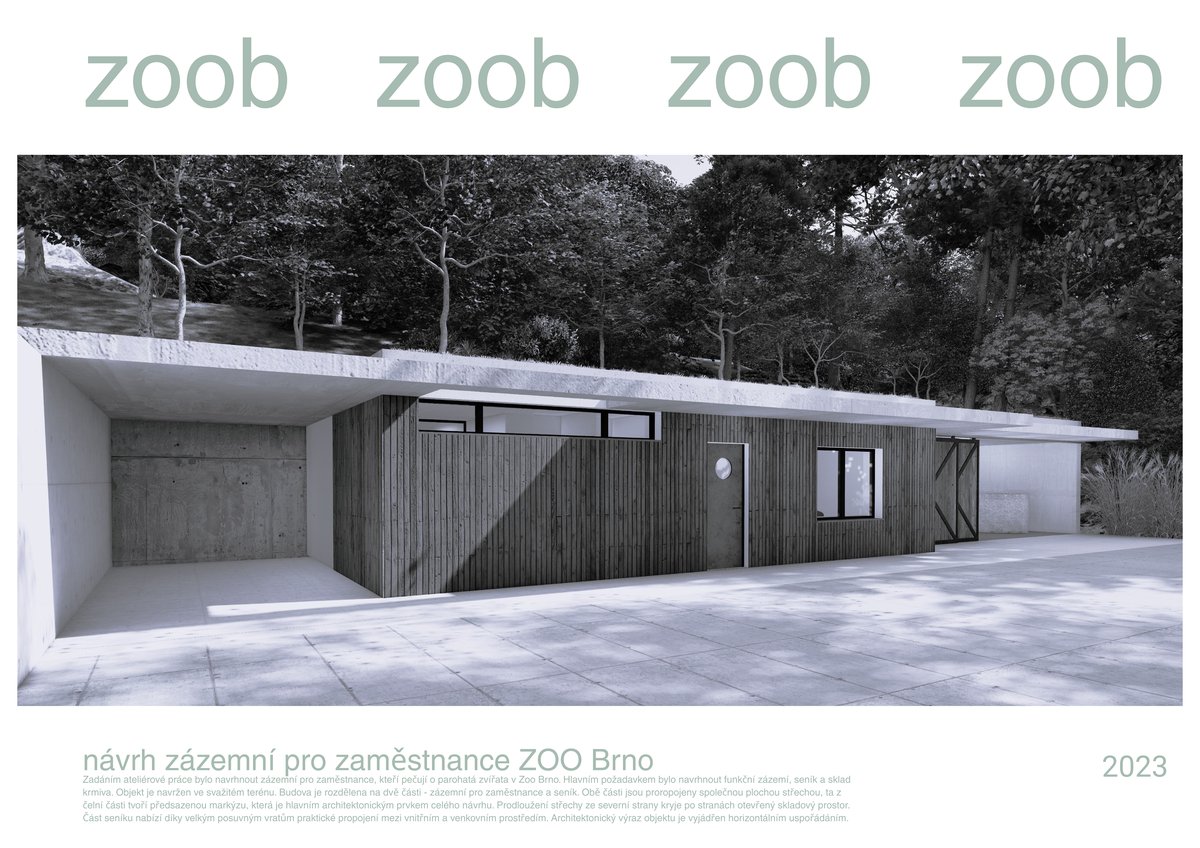 zoob zoob zoob zoob
návrh zázemní pro zaměstnance ZOO Brno
2023
Zadáním ateliérové práce bylo navrhnout zázemní pro zaměstnance, kteří pečují o parohatá zvířata v Zoo Brno. Hlavním požadavkem bylo navrhnout funkční zázemí, seník a sklad
krmiva. Objekt je navržen ve svažitém terénu. Budova je rozdělena na dvě části - zázemní pro zaměstnance a seník. Obě části jsou proropojeny společnou plochou střechou, ta z
čelní části tvoří předsazenou markýzu, která je hlavním architektonickým prvkem celého návrhu. Prodloužení střechy ze severní strany kryje po stranách otevřený skladový prostor.
Část seníku nabízí díky velkým posuvným vratům praktické propojení mezi vnitřním a venkovním prostředím. Architektonický výraz objektu je vyjádřen horizontálním uspořádáním.